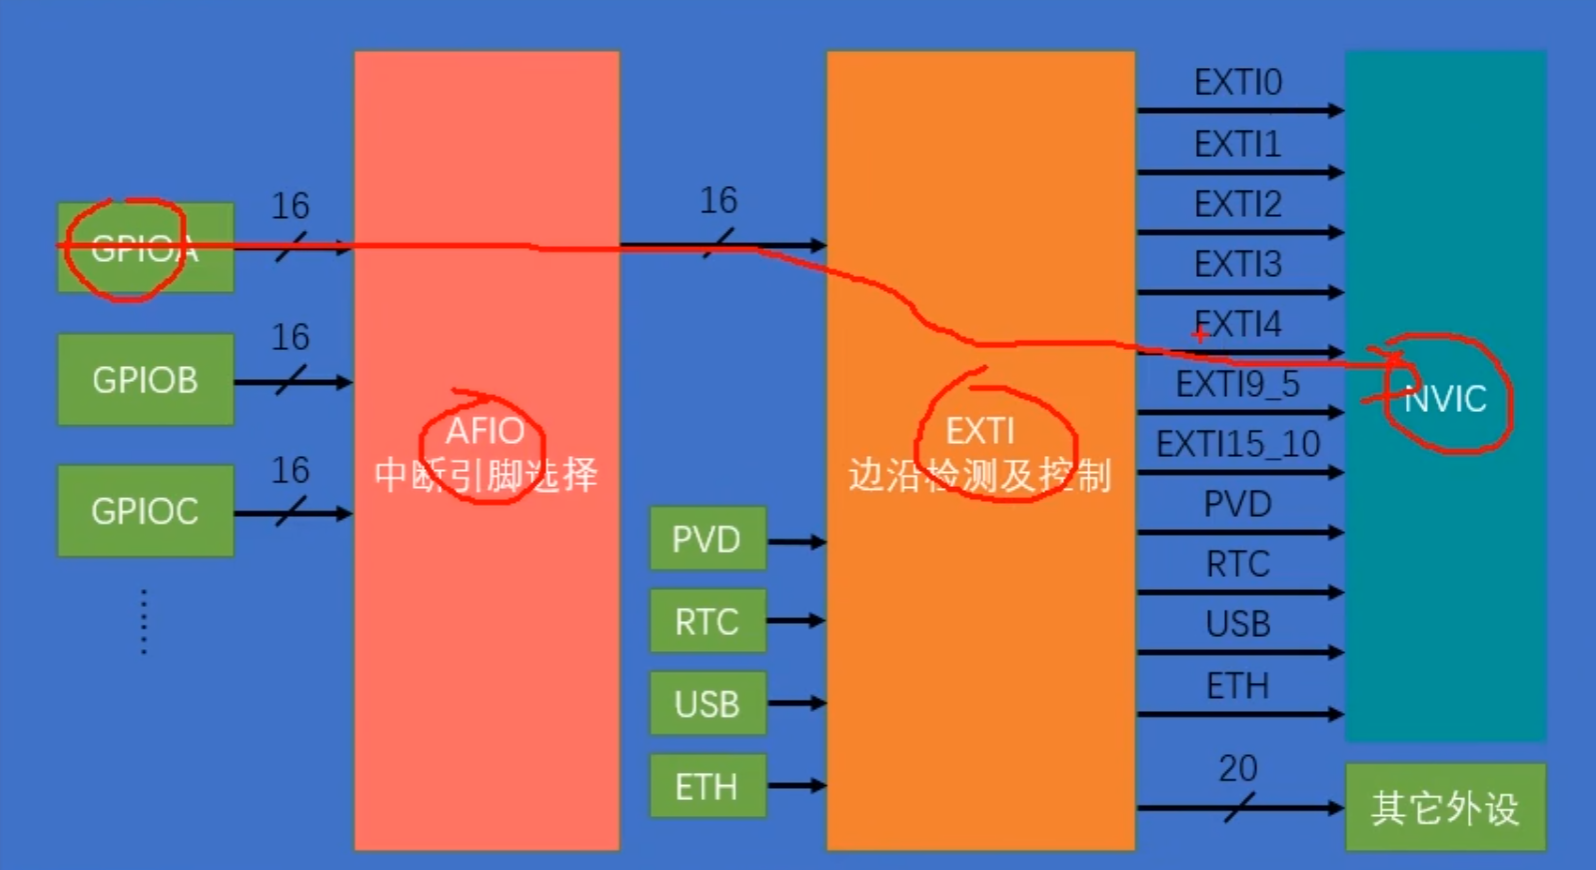 GPIOA
16
GPIOB
16
GPIOC
16
AFIO
中断引脚选择
16
PVD
RTC
USB
ETH
EXTI
边沿检测及控制
EXTI0
EXTI1
EXTI2
EXTI3
EXTI4
EXTI9_5
EXTI15_10
PVD
RTC
USB
ETH
20
NVIC
其它外设